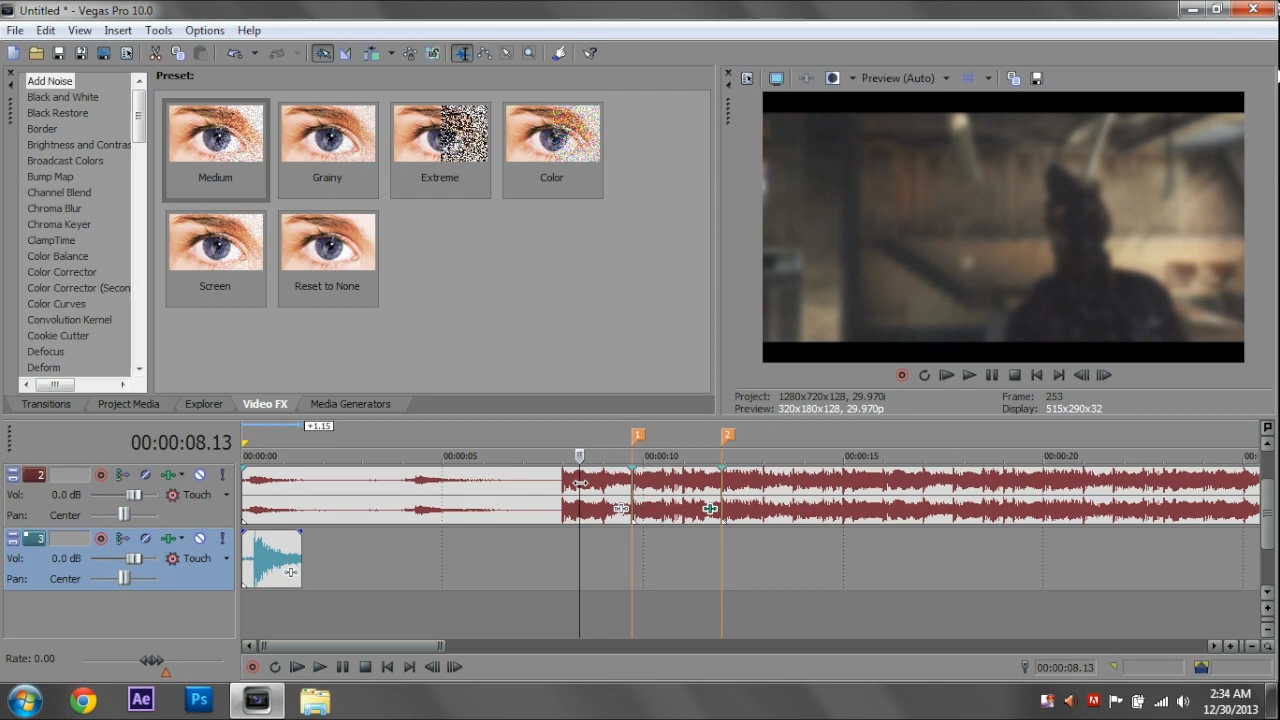 Untitled * - Vegas Pro 10.0
File Edit View Insert Tools Options Help
Add Noise
Black and White
Black Restore
Border
Brightness and Contras
Broadcast Colors
Bump Map
Channel Blend
Chroma Blur
Chroma Keyer
ClampTime
Color Balance
Color Corrector
Color Corrector (Secon
Color Curves
Convolution Kernel
Cookie Cutter
Defocus
Deform
Preset:
Medium Grainy Extreme Color
Screen Reset to None
Transitions Project Media Explorer Video FX Media Generators
Preview (Auto)
Project: 1280x720x128, 29.970i
Preview: 320x180x128, 29.970p
Frame: 253
Display: 515x290x32
00:00:08.13
+1.15
1 2
00:00:00 00:00:05 00:00:10 00:00:15 00:00:20 00:
2
Vol: 0.0 dB Touch
Pan: Center
3
Vol: 0.0 dB Touch
Pan: Center
Rate: 0.00
00:00:08.13
Ae Ps
2:34 AM
12/30/2013